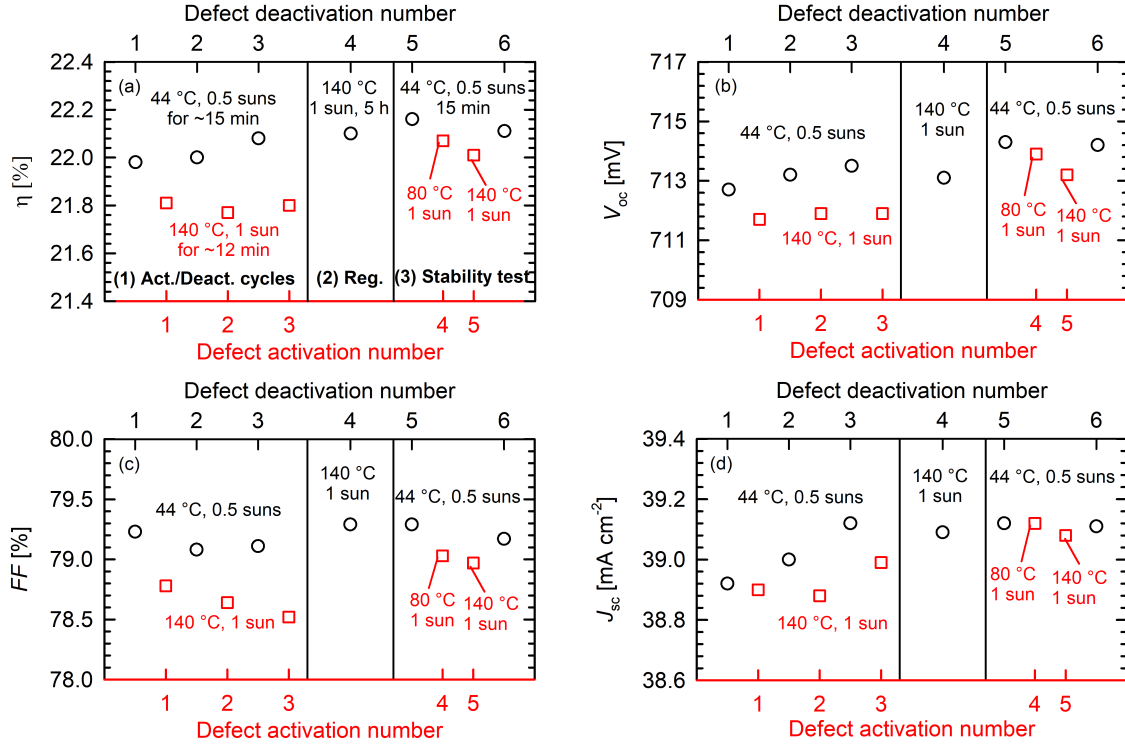 Defect deactivation number
1 2 3 4 5 6
22.4
22.2
22.0
21.8
21.6
21.4
η [%]
(a)
44 °C, 0.5 suns
for ~15 min
140 °C
1 sun, 5 h
44 °C, 0.5 suns
15 min
80 °C
1 sun
140 °C
1 sun
140 °C, 1 sun
for ~12 min
(1) Act./Deact. cycles
(2) Reg.
(3) Stability test
1 2 3 4 5
Defect activation number
Defect deactivation number
1 2 3 4 5 6
717
715
713
711
709
Voc [mV]
(b)
44 °C, 0.5 suns
140 °C
1 sun
44 °C, 0.5 suns
80 °C
1 sun
140 °C
1 sun
140 °C, 1 sun
1 2 3 4 5
Defect activation number
Defect deactivation number
1 2 3 4 5 6
80.0
79.5
79.0
78.5
78.0
FF [%]
(c)
44 °C, 0.5 suns
140 °C
1 sun
44 °C, 0.5 suns
80 °C
1 sun
140 °C
1 sun
140 °C, 1 sun
1 2 3 4 5
Defect activation number
Defect deactivation number
1 2 3 4 5 6
39.4
39.2
39.0
38.8
38.6
Jsc [mA cm-2]
(d)
44 °C, 0.5 suns
140 °C
1 sun
44 °C, 0.5 suns
80 °C
1 sun
140 °C
1 sun
140 °C, 1 sun
1 2 3 4 5
Defect activation number